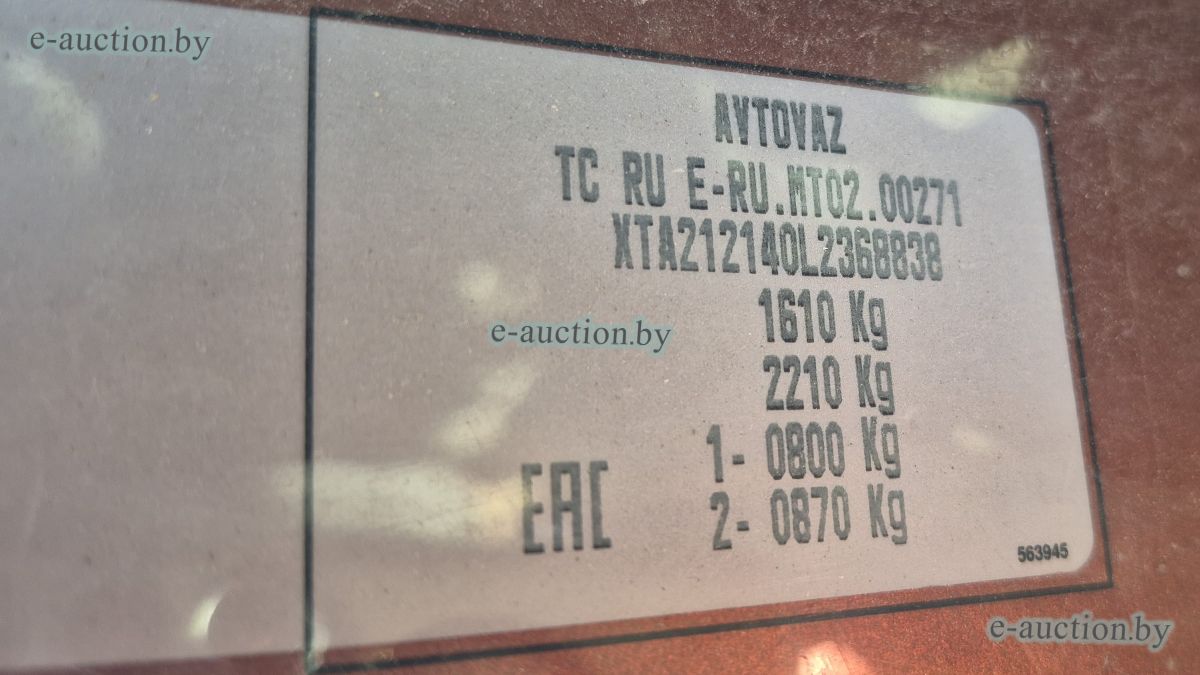 e-auction.by
AVTOVAZ
TC RU E-RU.MT02.00271
XTA212140L2368838
1610 Kg
e-auction.by
2210 Kg
1- 0800 Kg
EAC
2- 0870 Kg
563945
e-auction.by